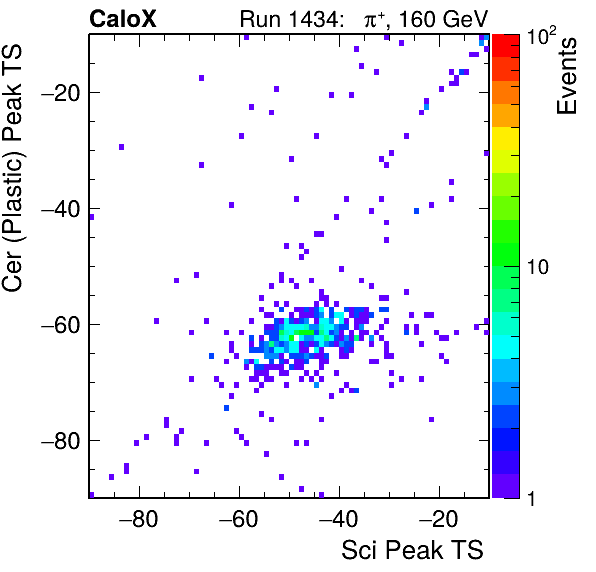 CaloX Run 1434: π⁺, 160 GeV
Cer (Plastic) Peak TS
−20
−40
−60
−80
−80 −60 −40 −20
Sci Peak TS
10²
10
1
Events